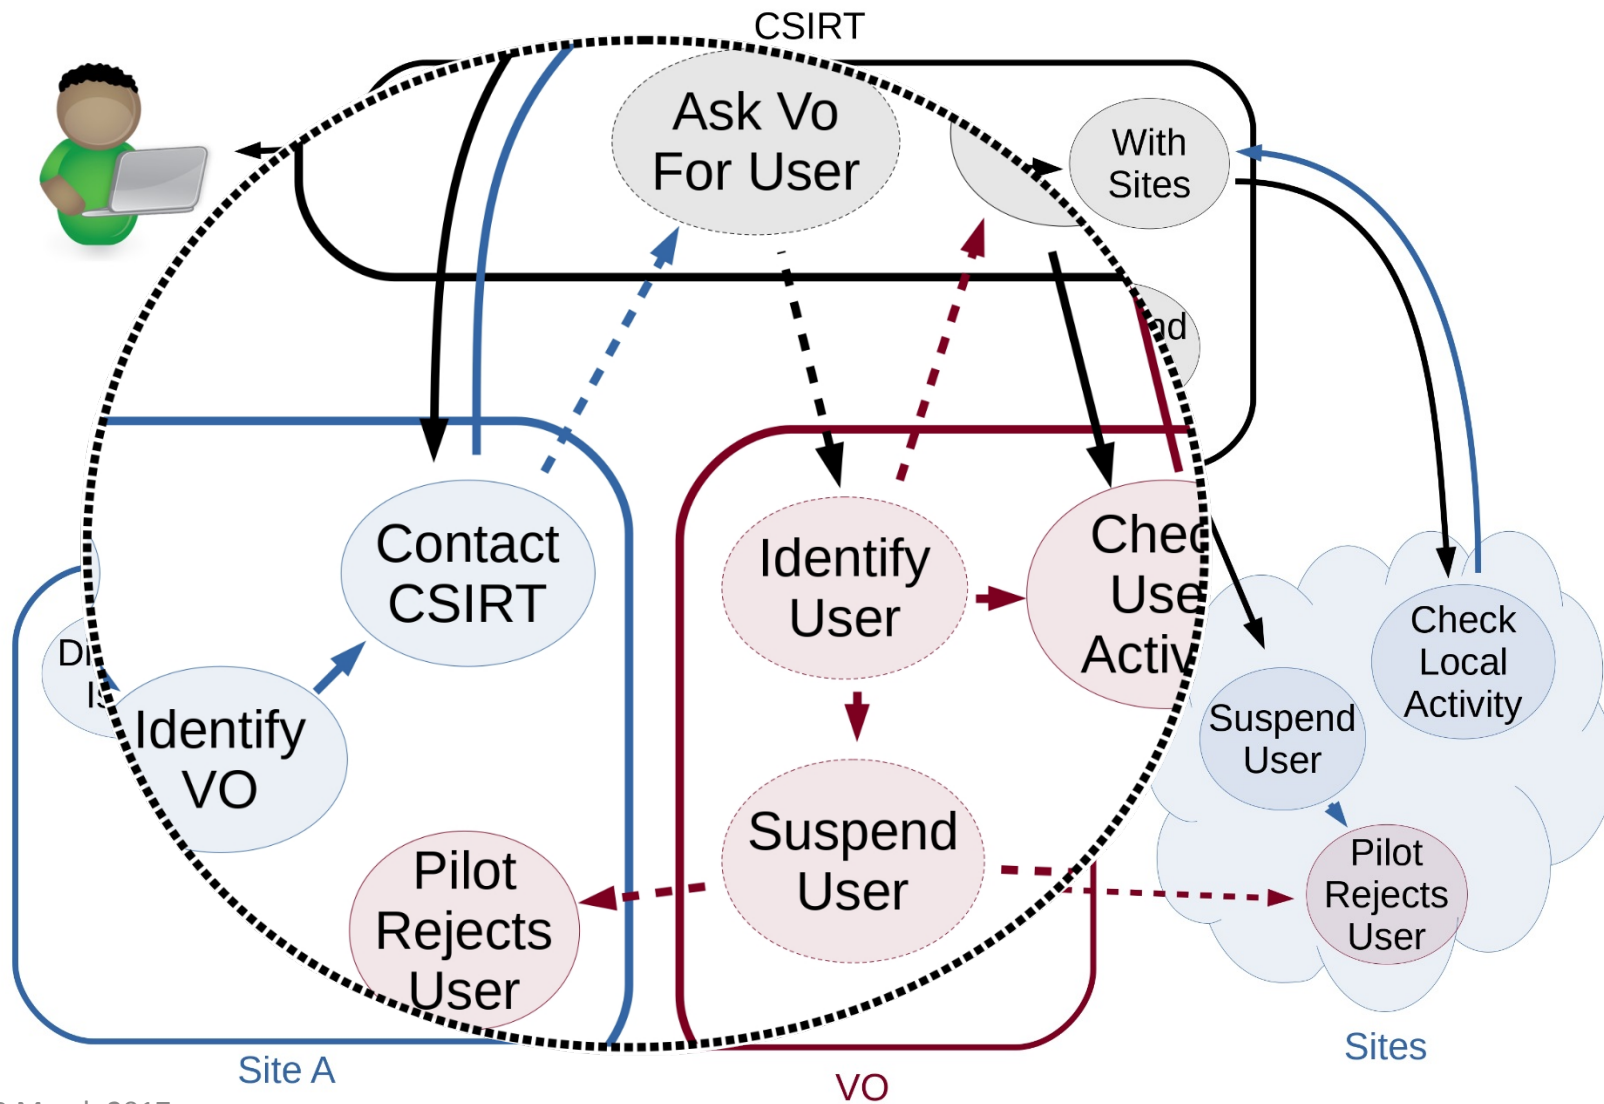 CSIRT
Ask Vo
For User
With
Sites
Contact
CSIRT
Identify
VO
Pilot
Rejects
User
Identify
User
Suspend
User
Check
Local
Activity
Suspend
User
Pilot
Rejects
User
Site A
VO
Sites